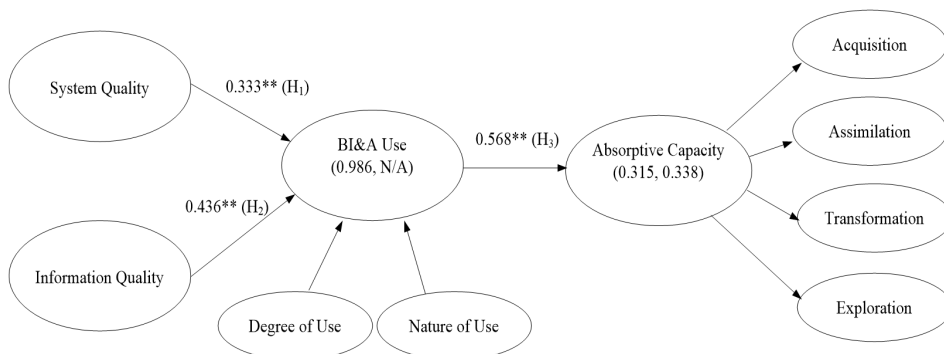 System Quality
0.333** (H₁)
BI&A Use
(0.986, N/A)
0.436** (H₂)
Information Quality
Degree of Use
Nature of Use
0.568** (H₃)
Absorptive Capacity
(0.315, 0.338)
Acquisition
Assimilation
Transformation
Exploration